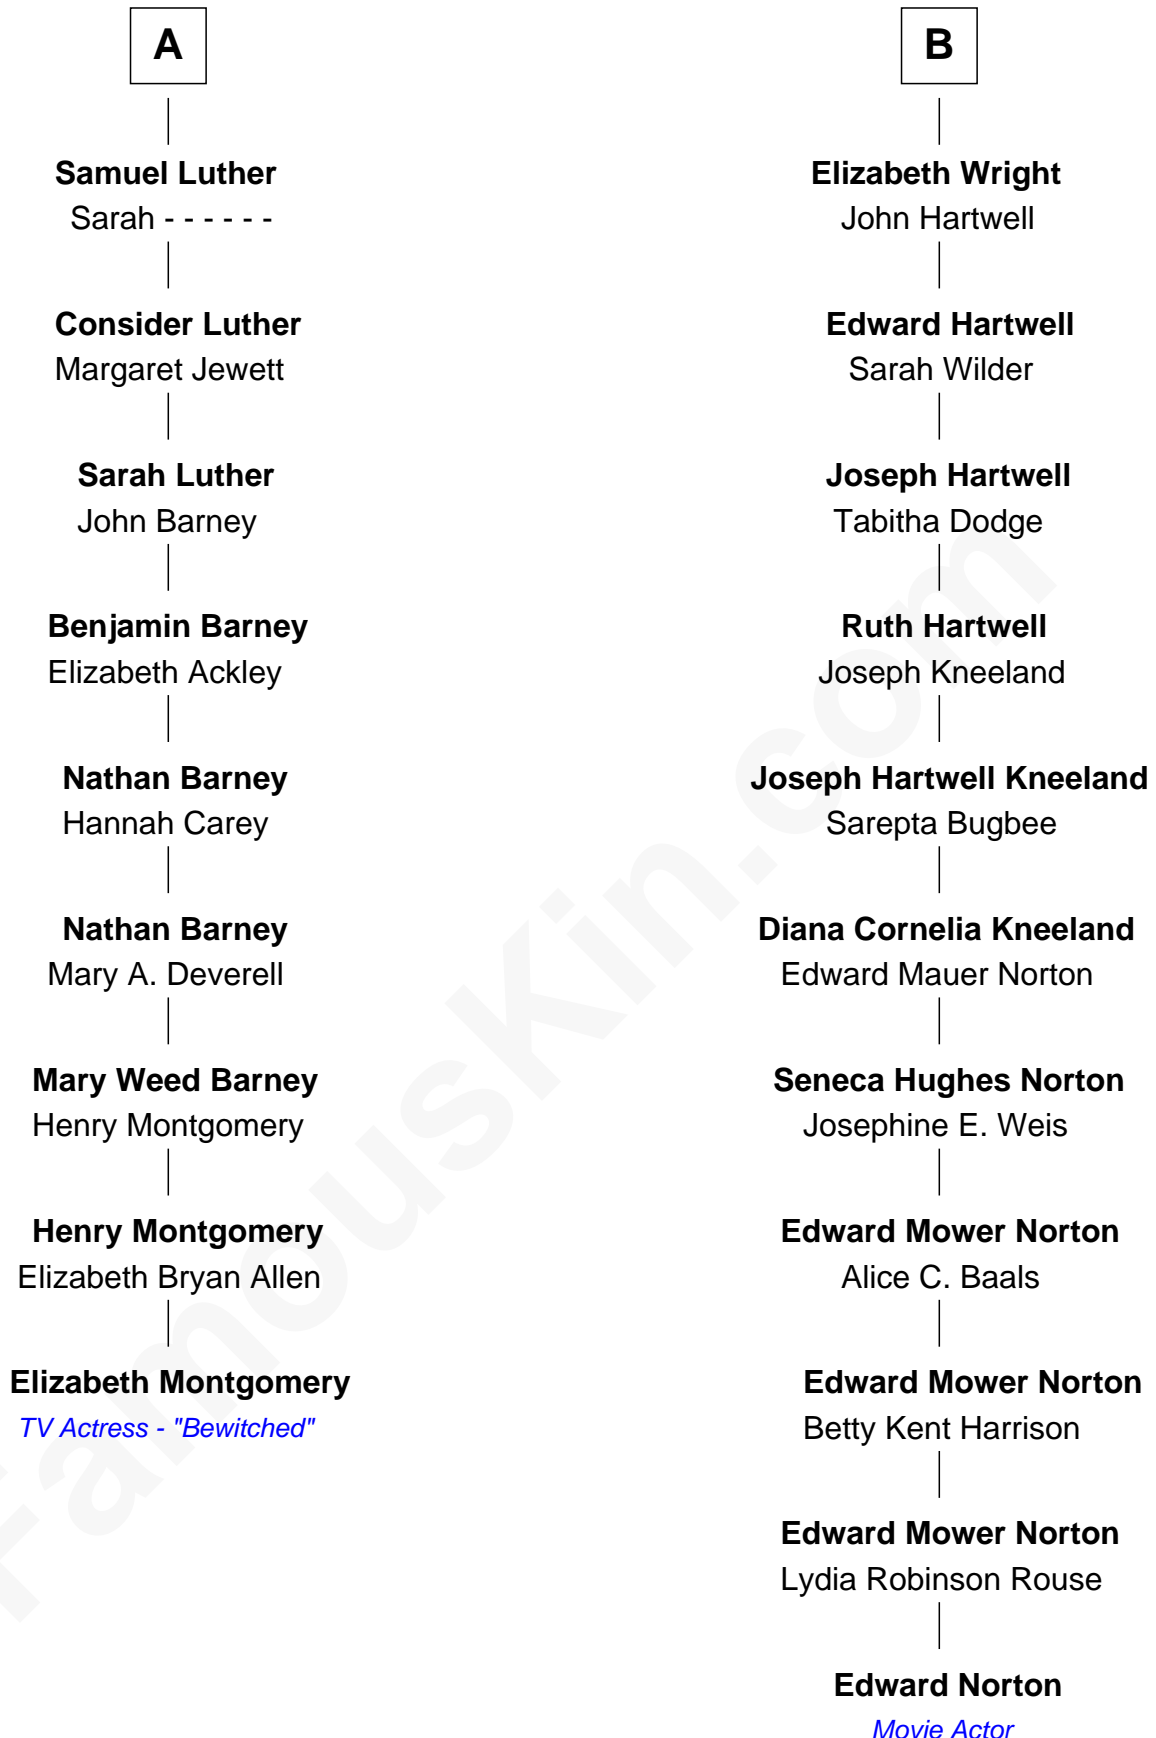 A
Samuel Luther
Sarah - - - - - -
Consider Luther
Margaret Jewett
Sarah Luther
John Barney
Benjamin Barney
Elizabeth Ackley
Nathan Barney
Hannah Carey
Nathan Barney
Mary A. Deverell
Mary Weed Barney
Henry Montgomery
Henry Montgomery
Elizabeth Bryan Allen
Elizabeth Montgomery
TV Actress - "Bewitched"
B
Elizabeth Wright
John Hartwell
Edward Hartwell
Sarah Wilder
Joseph Hartwell
Tabitha Dodge
Ruth Hartwell
Joseph Kneeland
Joseph Hartwell Kneeland
Sarepta Bugbee
Diana Cornelia Kneeland
Edward Mauer Norton
Seneca Hughes Norton
Josephine E. Weis
Edward Mower Norton
Alice C. Baals
Edward Mower Norton
Betty Kent Harrison
Edward Mower Norton
Lydia Robinson Rouse
Edward Norton
Movie Actor
FamousKin.com